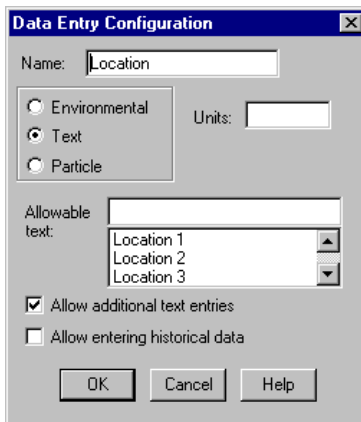 Data Entry Configuration
Name: Location
Environmental
Text
Particle
Units:
Allowable text:
Location 1
Location 2
Location 3
Allow additional text entries
Allow entering historical data
OK Cancel Help